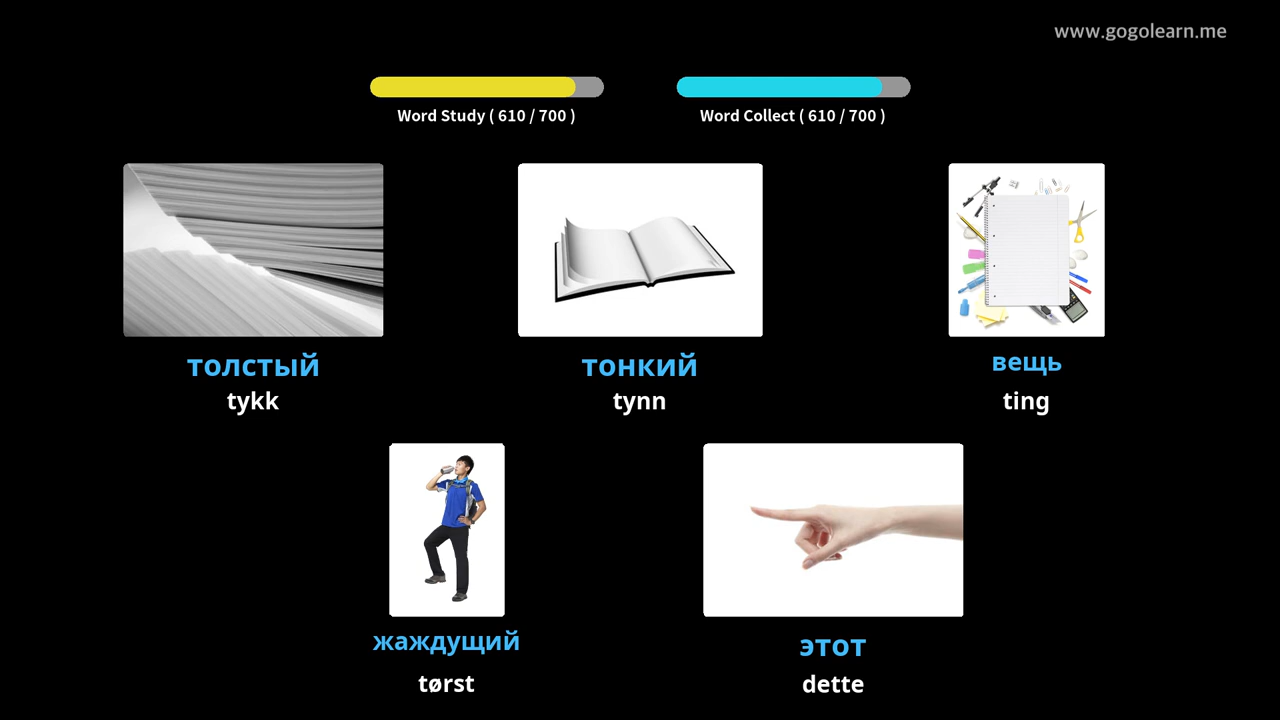 www.gogolearn.me
Word Study ( 610 / 700 )
Word Collect ( 610 / 700 )
толстый
tykk
тонкий
tynn
вещь
ting
жаждущий
tørst
этот
dette